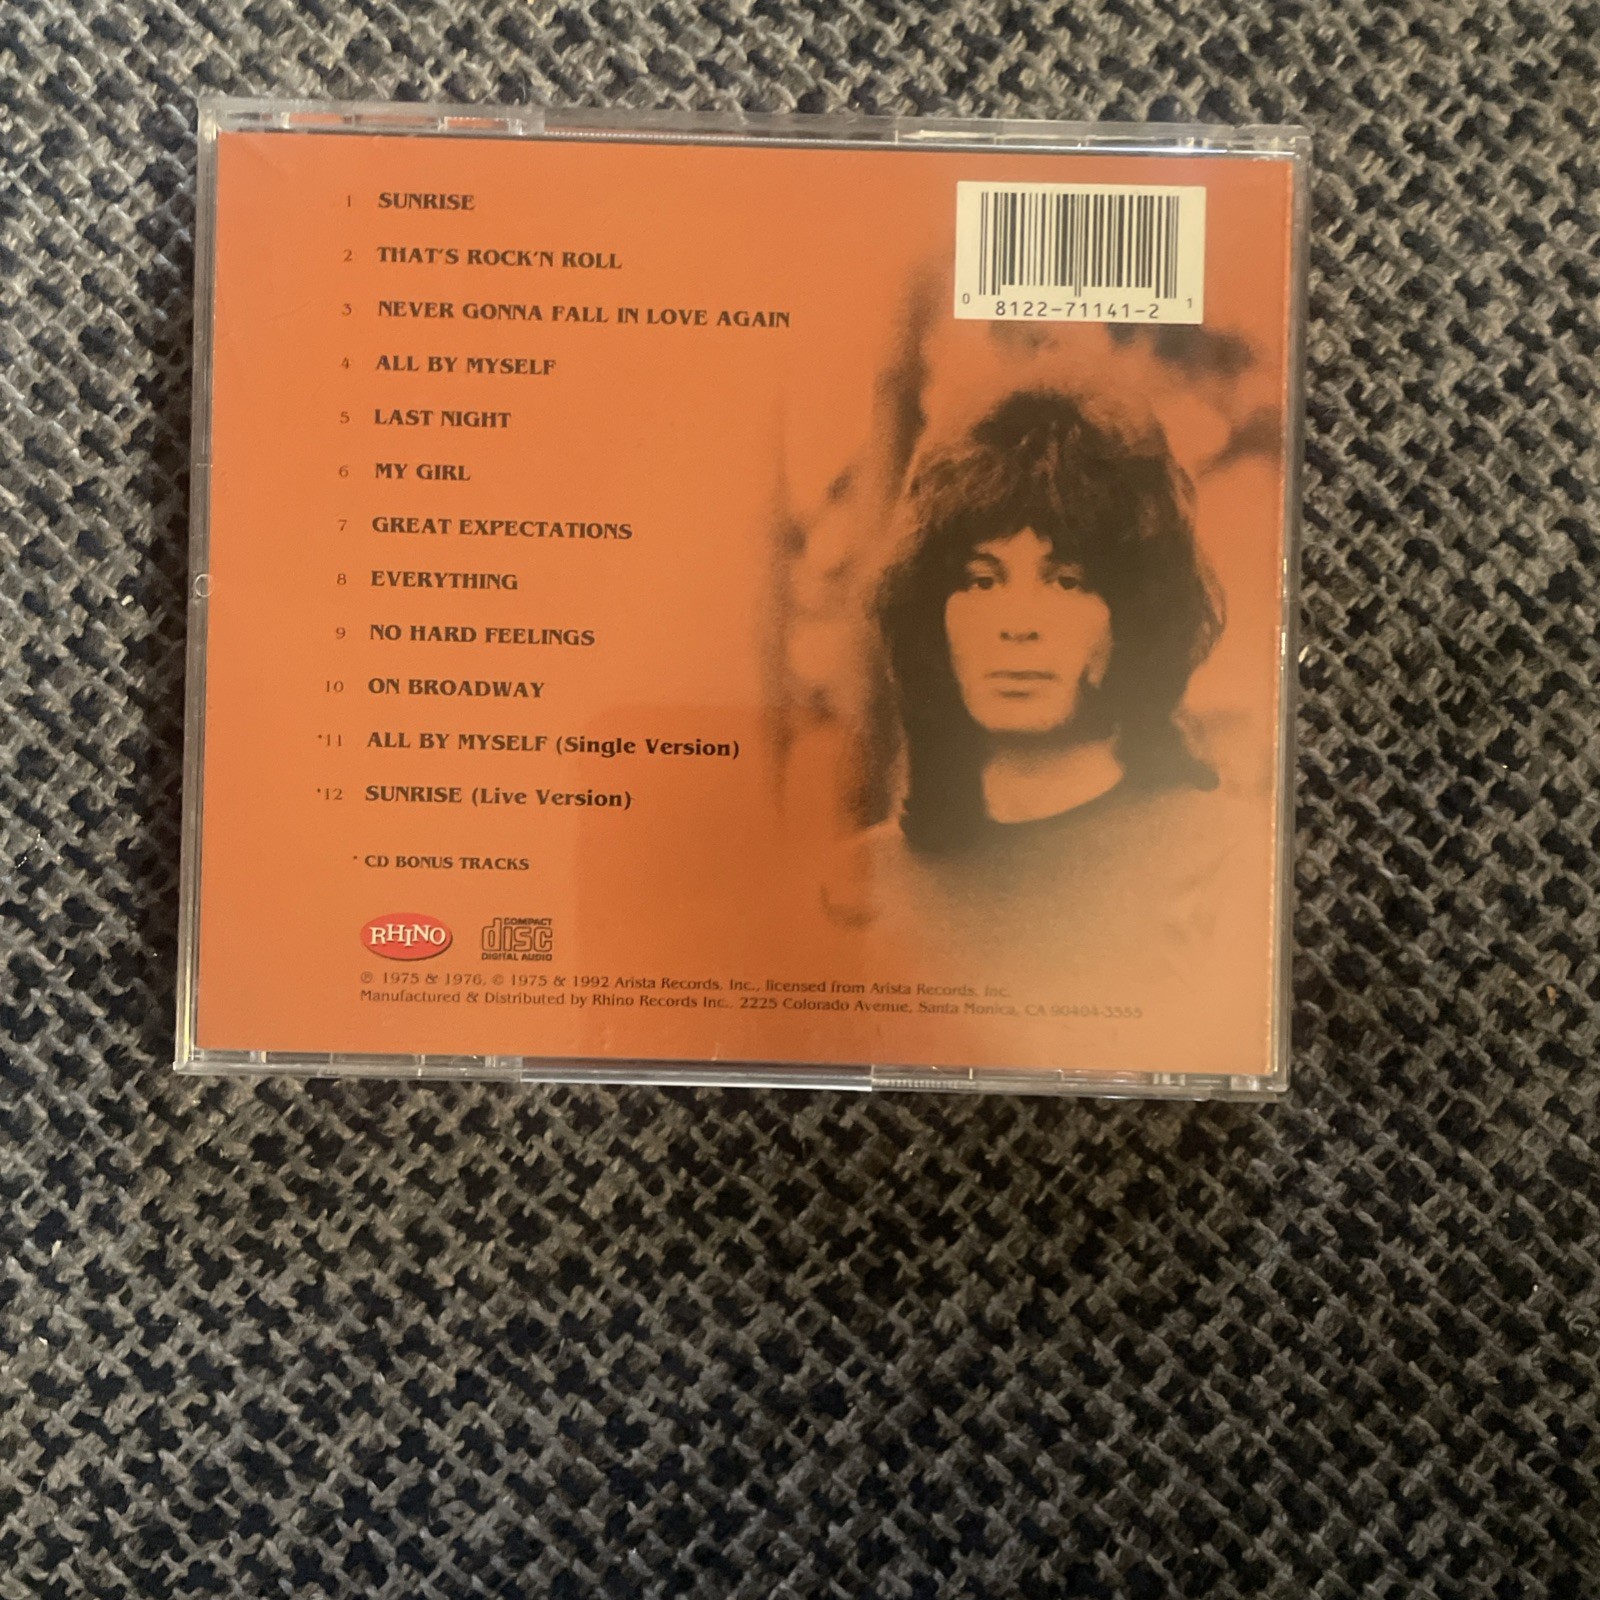 1 SUNRISE
2 THAT'S ROCK'N ROLL
3 NEVER GONNA FALL IN LOVE AGAIN
4 ALL BY MYSELF
5 LAST NIGHT
6 MY GIRL
7 GREAT EXPECTATIONS
8 EVERYTHING
9 NO HARD FEELINGS
10 ON BROADWAY
*11 ALL BY MYSELF (Single Version)
*12 SUNRISE (Live Version)
* CD BONUS TRACKS
0 8122-71141-2 1
RHINO
COMPACT
disc
DIGITAL AUDIO
℗ 1975 & 1976, © 1975 & 1992 Arista Records. Inc., licensed from Arista Records, Inc.
Manufactured & Distributed by Rhino Records Inc.. 2225 Colorado Avenue, Santa Monica, CA 90404-3555